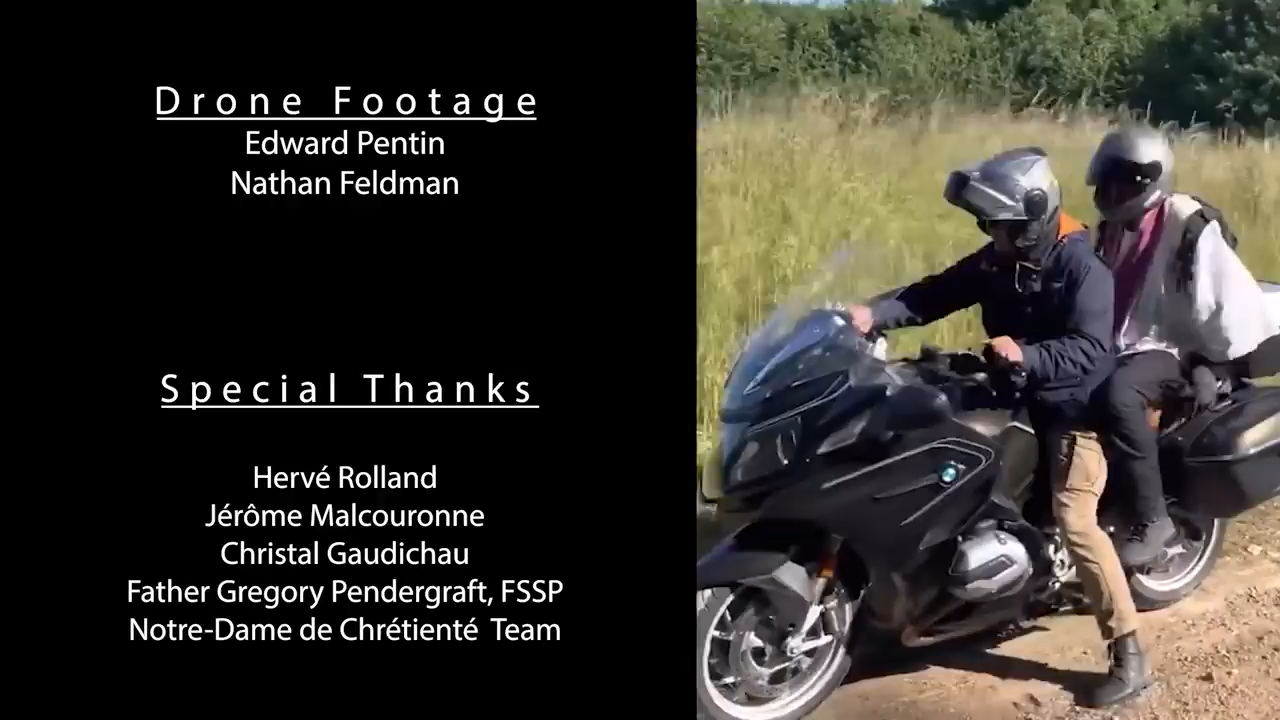 Drone Footage
Edward Pentin
Nathan Feldman
Special Thanks
Hervé Rolland
Jérôme Malcouronne
Christal Gaudichau
Father Gregory Pendergraft, FSSP
Notre-Dame de Chrétienté Team